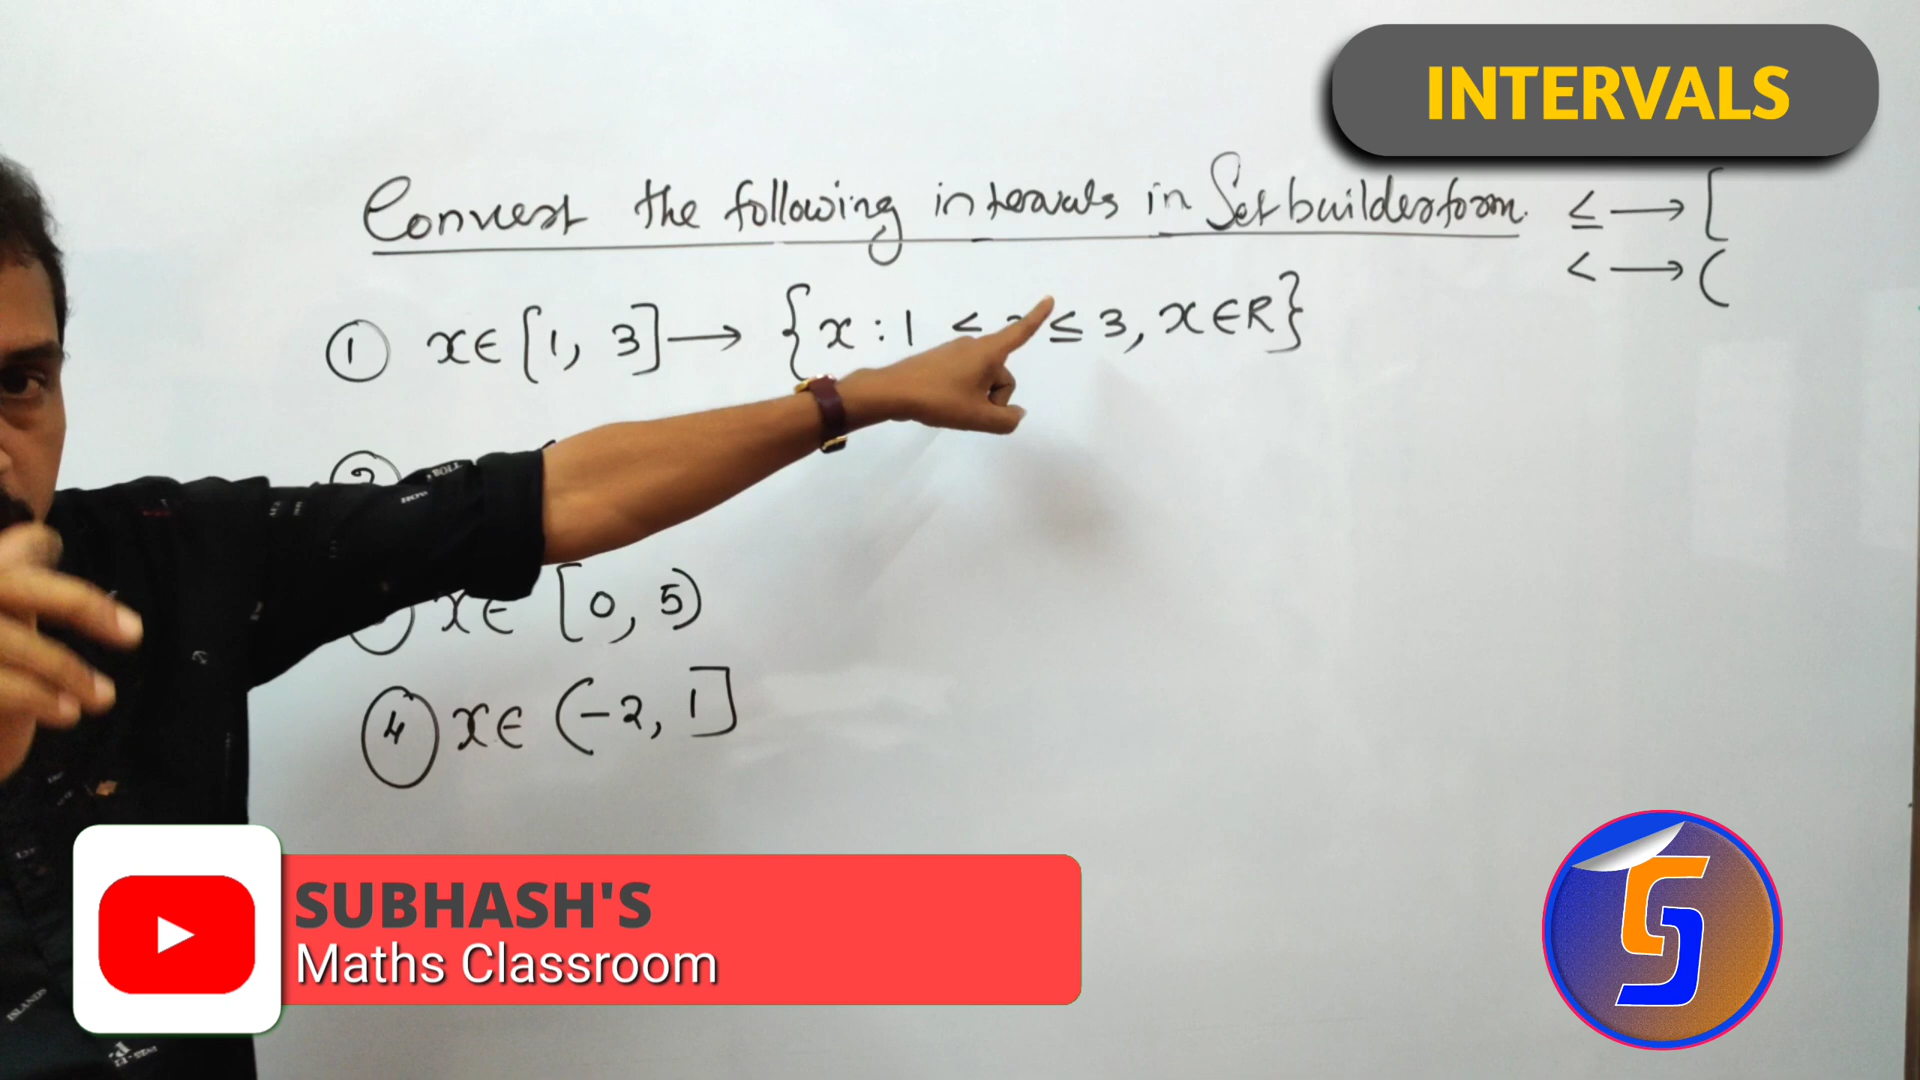 INTERVALS
Convert the following intervals in Set builder form. ≤ → [
< → (
① x∈ [1, 3] → {x : 1 ≤ x ≤ 3, x∈R}
②
x∈ [0, 5)
④ x∈ (-2, 1]
SUBHASH'S
Maths Classroom